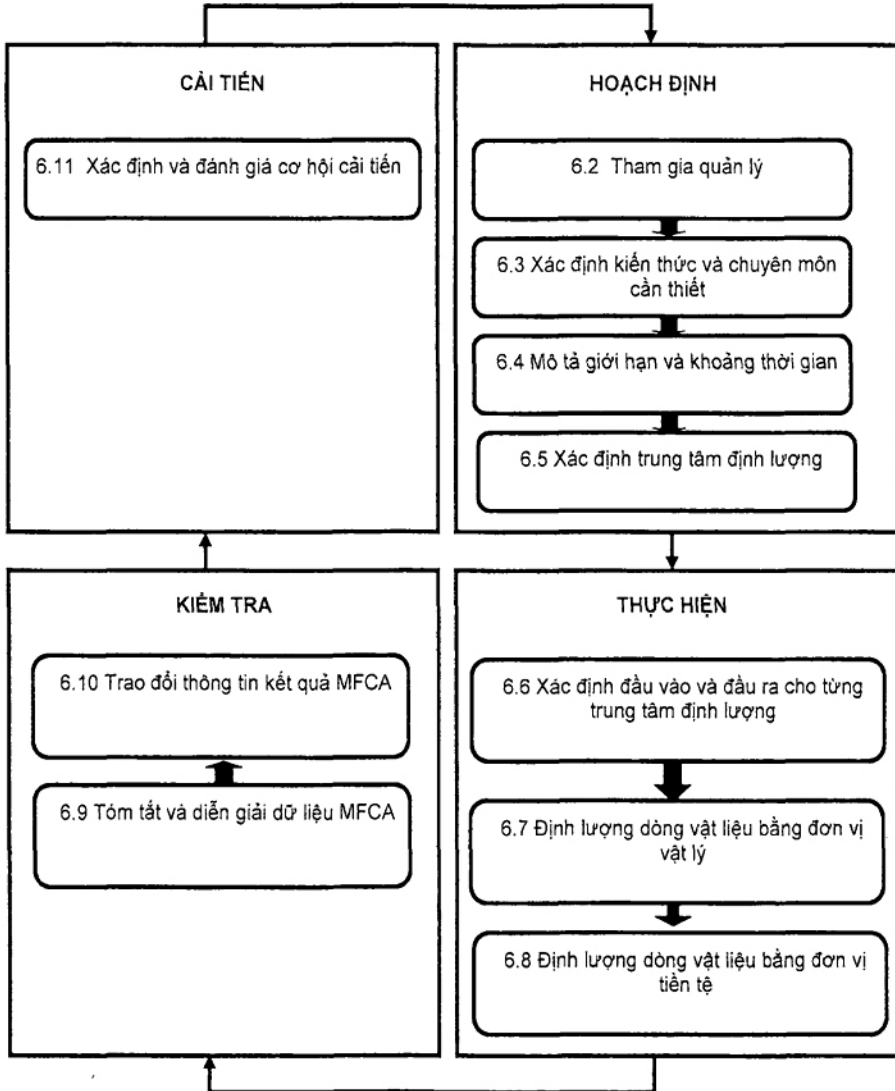 CẢI TIẾN
6.11 Xác định và đánh giá cơ hội cải tiến
HOẠCH ĐỊNH
6.2 Tham gia quản lý
6.3 Xác định kiến thức và chuyên môn
cần thiết
6.4 Mô tả giới hạn và khoảng thời gian
6.5 Xác định trung tâm định lượng
KIỂM TRA
6.10 Trao đổi thông tin kết quả MFCA
6.9 Tóm tắt và diễn giải dữ liệu MFCA
THỰC HIỆN
6.6 Xác định đầu vào và đầu ra cho từng
trung tâm định lượng
6.7 Định lượng dòng vật liệu bằng đơn vị
vật lý
6.8 Định lượng dòng vật liệu bằng đơn vị
tiền tệ